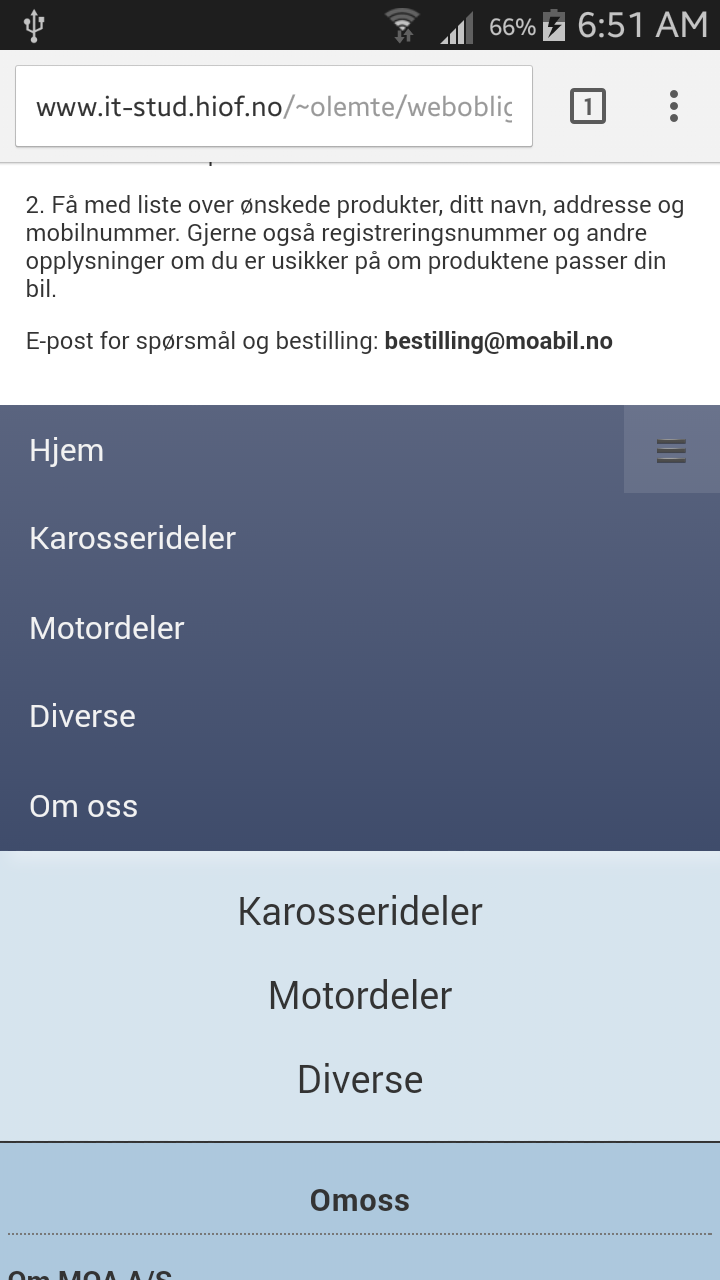 66% 6:51 AM
www.it-stud.hiof.no/~olemte/weboblig
1
2. Få med liste over ønskede produkter, ditt navn, addresse og
mobilnummer. Gjerne også registreringsnummer og andre
opplysninger om du er usikker på om produktene passer din
bil.
E-post for spørsmål og bestilling: bestilling@moabil.no
Hjem
Karosserideler
Motordeler
Diverse
Om oss
Karosserideler
Motordeler
Diverse
Omoss
Om MOA A/S